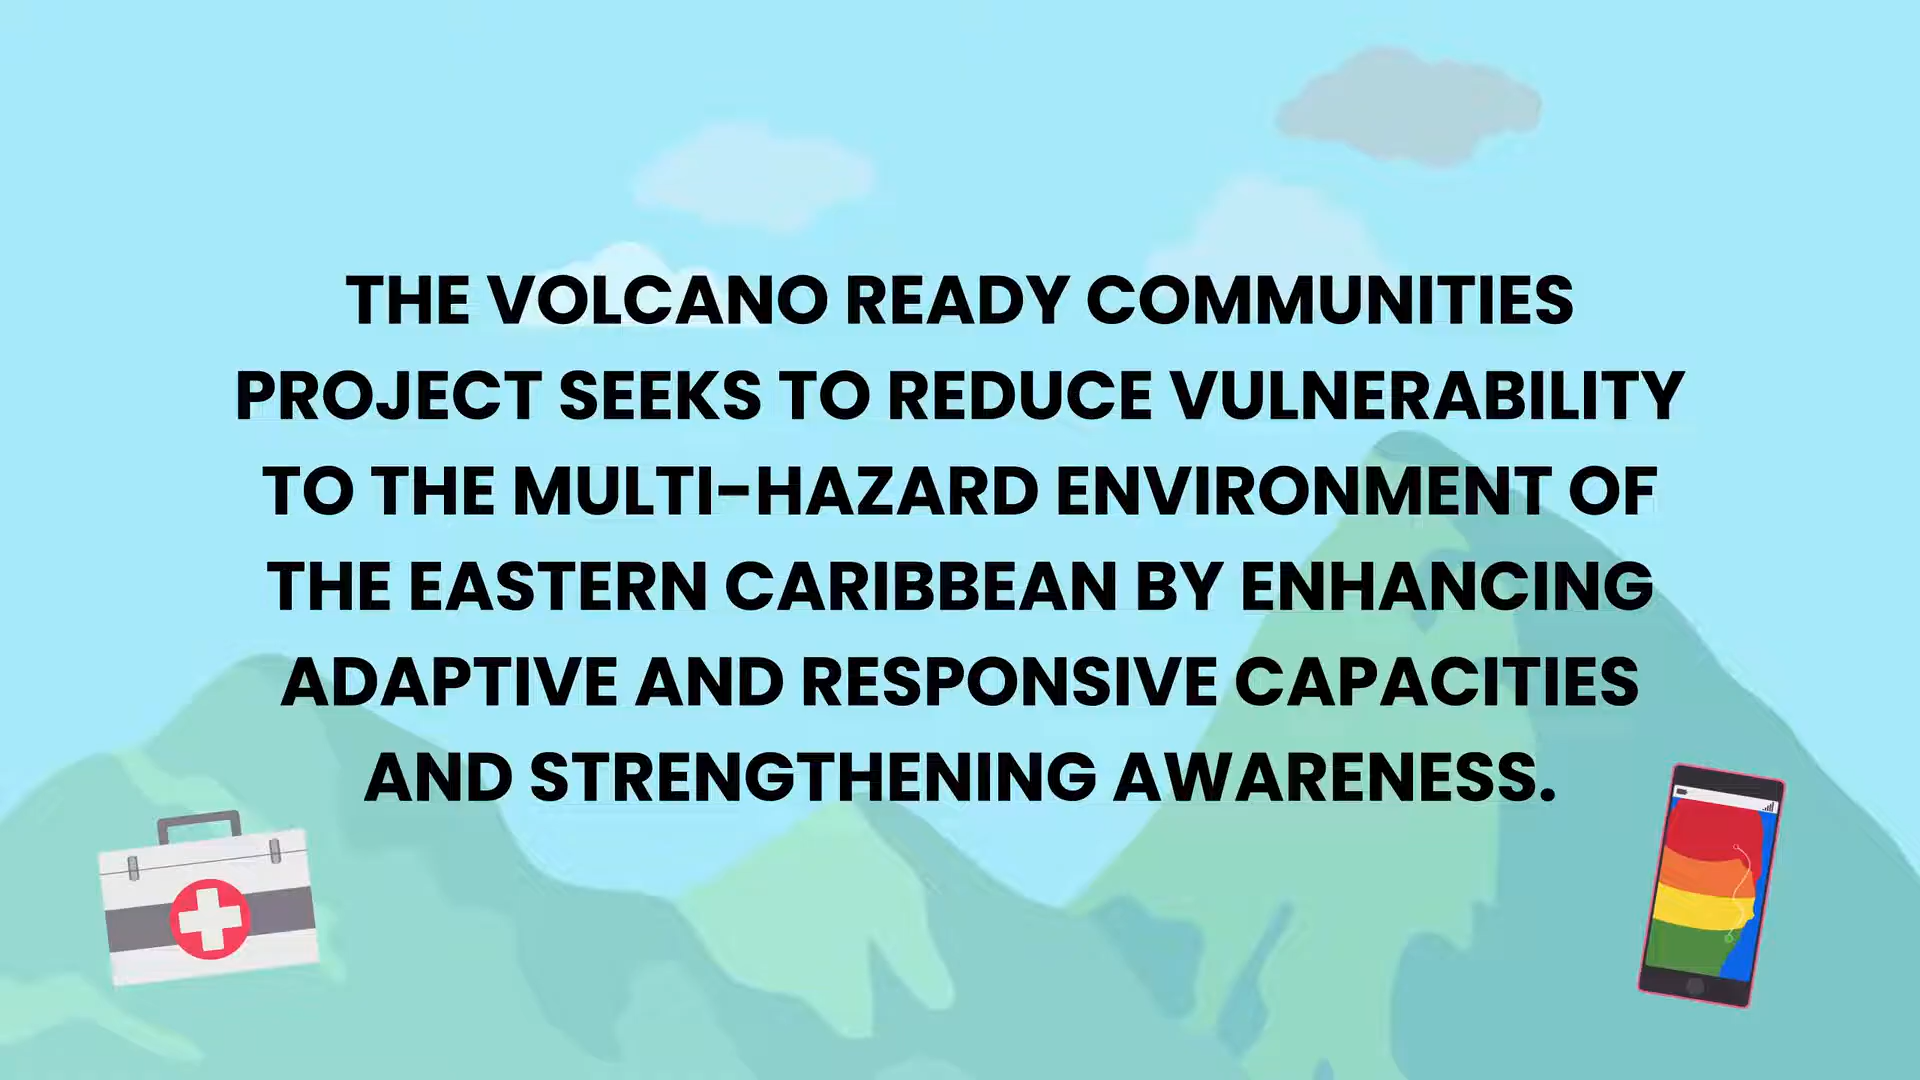 THE VOLCANO READY COMMUNITIES
PROJECT SEEKS TO REDUCE VULNERABILITY
TO THE MULTI-HAZARD ENVIRONMENT OF
THE EASTERN CARIBBEAN BY ENHANCING
ADAPTIVE AND RESPONSIVE CAPACITIES
AND STRENGTHENING AWARENESS.